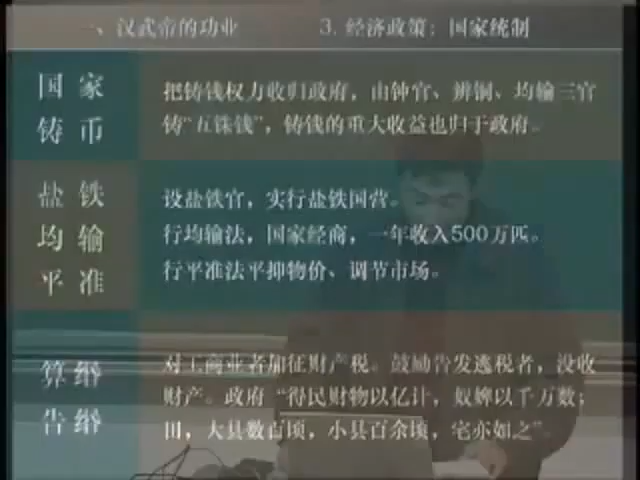 一、汉武帝的功业 3. 经济政策：国家统制
国家
铸币
把铸钱权力收归政府，由钟官、辨铜、均输三官
铸“五铢钱”，铸钱的重大收益也归于政府。
盐铁
均输
平准
设盐铁官，实行盐铁国营。
行均输法，国家经商，一年收入500万匹。
行平准法平抑物价、调节市场。
算缗
告缗
对工商业者加征财产税。鼓励告发逃税者，没收
财产。政府“得民财物以亿计，奴婢以千万数；
田，大县数百顷，小县百余顷，宅亦如之”。